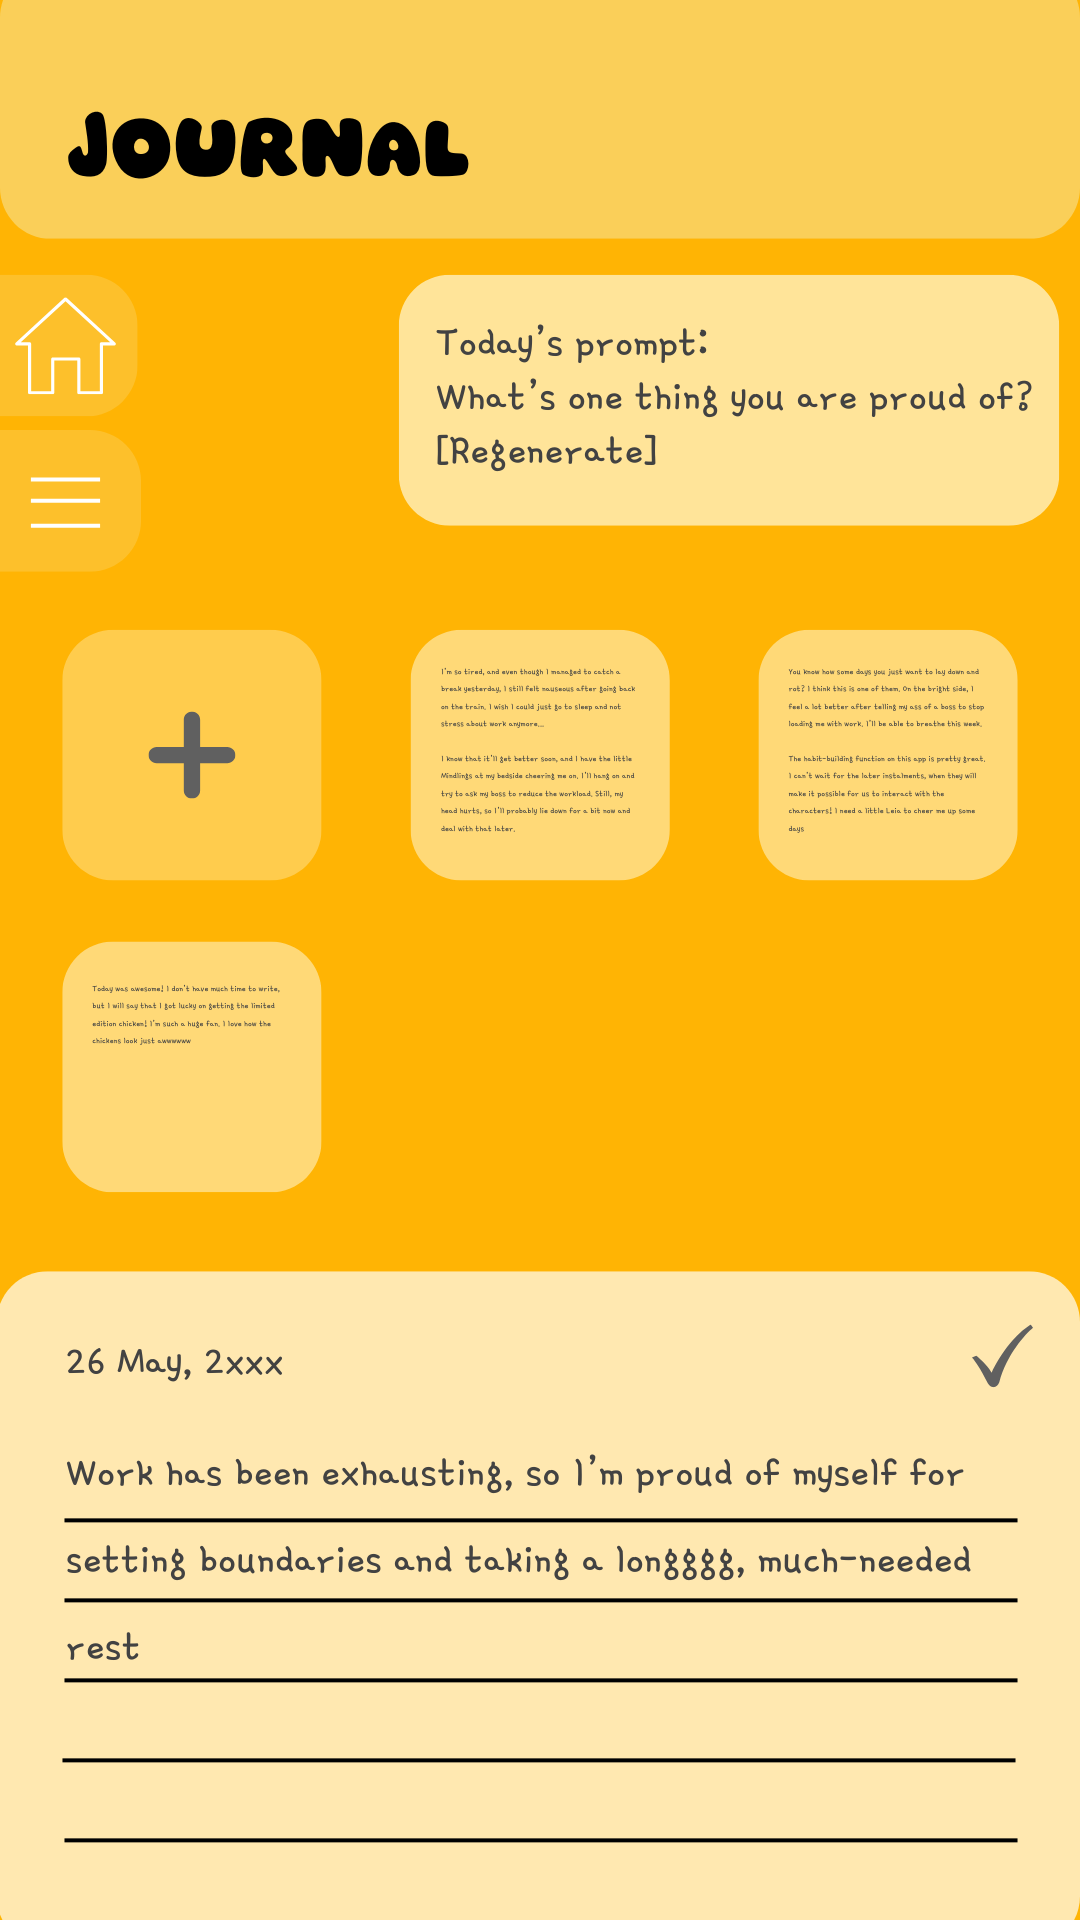 JOURNAL
Today's prompt:
What's one thing you are proud of?
[Regenerate]
I'm so tired, and even though I managed to catch a
break yesterday, I still felt nauseous after going back
on the train. I wish I could just go to sleep and not
stress about work anymore...
I know that it'll get better soon, and I have the little
Mindlings at my bedside cheering me on. I'll hang on and
try to ask my boss to reduce the workload. Still, my
head hurts, so I'll probably lie down for a bit now and
deal with that later.
You know how some days you just want to lay down and
rot? I think this is one of them. On the bright side, I
feel a lot better after telling my ass of a boss to stop
loading me with work. I'll be able to breathe this week.
The habit-building function on this app is pretty great.
I can't wait for the later instalments, when they will
make it possible for us to interact with the
characters! I need a little Leia to cheer me up some
days
Today was awesome! I don't have much time to write,
but I will say that I got lucky on getting the limited
edition chicken! I'm such a huge fan. I love how the
chickens look just awwwwww
26 May, 2xxx
Work has been exhausting, so I'm proud of myself for
setting boundaries and taking a longggg, much-needed
rest